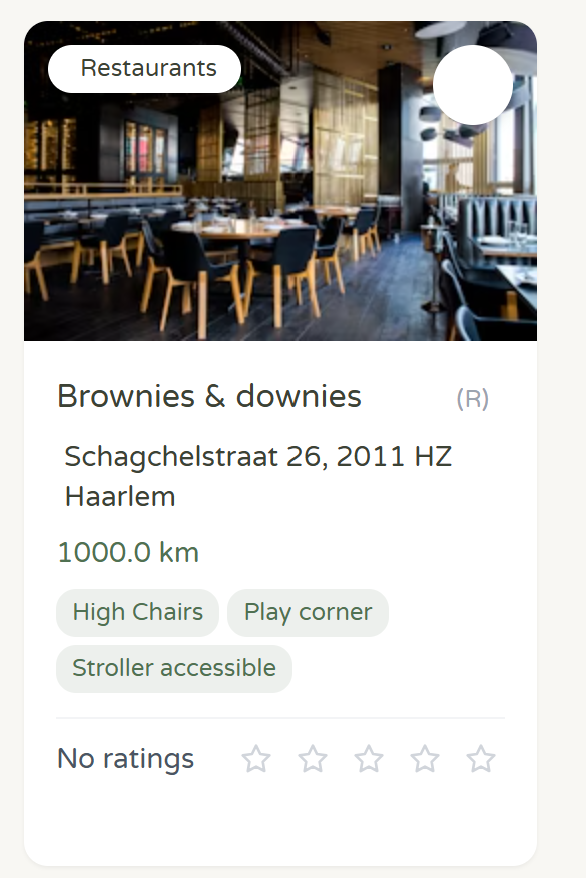 Restaurants
Brownies & downies (R)
Schagchelstraat 26, 2011 HZ
Haarlem
1000.0 km
High Chairs Play corner
Stroller accessible
No ratings